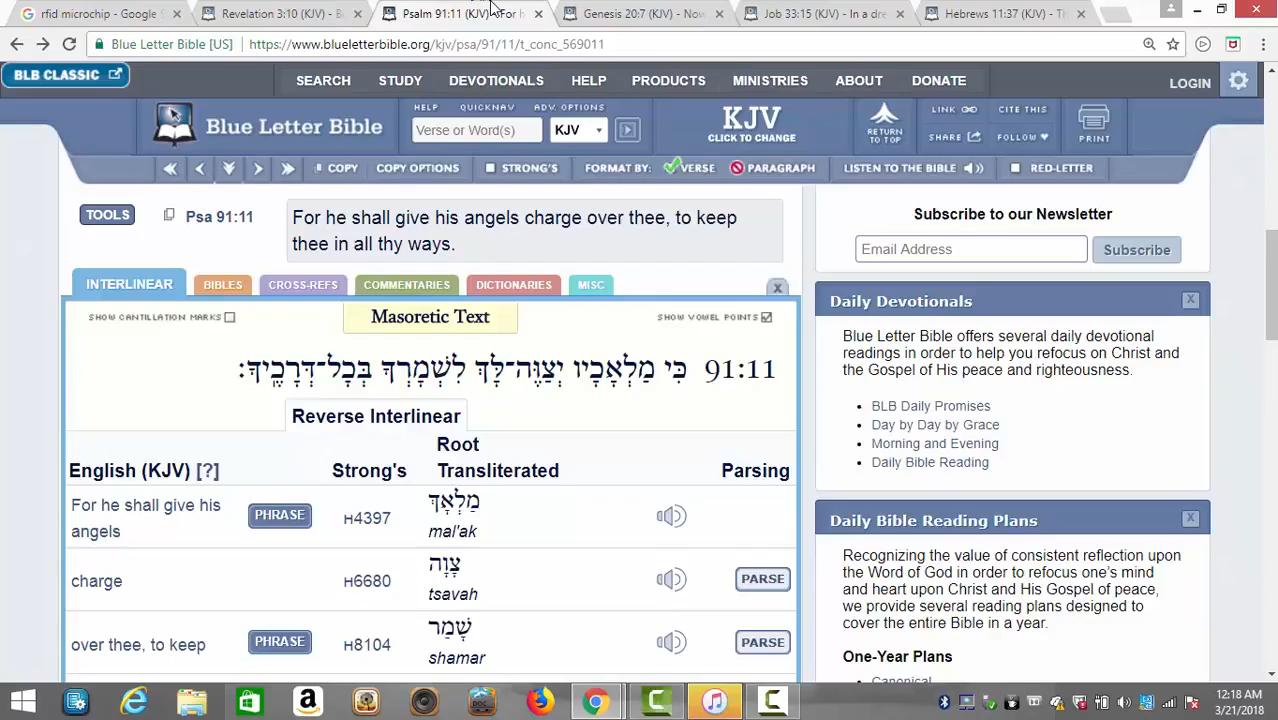 rfid microchip - Google S
Revelation 3:10 (KJV) - B
Psalm 91:11 (KJV) - For h
Genesis 20:7 (KJV) - Now
Job 33:15 (KJV) - In a dre
Hebrews 11:37 (KJV) - Th
Blue Letter Bible [US]
https://www.blueletterbible.org/kjv/psa/91/11/t_conc_569011
BLB CLASSIC
SEARCH STUDY DEVOTIONALS HELP PRODUCTS MINISTRIES ABOUT DONATE
LOGIN
Blue Letter Bible
HELP QUICKNAV ADV. OPTIONS
Verse or Word(s)
KJV
KJV
CLICK TO CHANGE
RETURN
TO TOP
LINK
CITE THIS
SHARE
FOLLOW
PRINT
COPY COPY OPTIONS STRONG'S FORMAT BY: VERSE PARAGRAPH LISTEN TO THE BIBLE RED-LETTER
TOOLS
Psa 91:11
For he shall give his angels charge over thee, to keep
thee in all thy ways.
INTERLINEAR BIBLES CROSS-REFS COMMENTARIES DICTIONARIES MISC
X
SHOW CANTILLATION MARKS
Masoretic Text
SHOW VOWEL POINTS
91:11 כִּי מַלְאָכָיו יְצַוֶּה־לָּךְ לִשְׁמָרְךָ בְּכָל־דְּרָכֶֽיךָ׃
Reverse Interlinear
English (KJV) [?]
Strong's
Root
Transliterated
Parsing
For he shall give his
angels
PHRASE
H4397
מַלְאָךְ
mal'ak
charge
H6680
צָוָה
tsavah
PARSE
over thee, to keep
PHRASE
H8104
שָׁמַר
shamar
PARSE
Subscribe to our Newsletter
Email Address
Subscribe
Daily Devotionals
X
Blue Letter Bible offers several daily devotional
readings in order to help you refocus on Christ and
the Gospel of His peace and righteousness.
BLB Daily Promises
Day by Day by Grace
Morning and Evening
Daily Bible Reading
Daily Bible Reading Plans
X
Recognizing the value of consistent reflection upon
the Word of God in order to refocus one's mind
and heart upon Christ and His Gospel of peace,
we provide several reading plans designed to
cover the entire Bible in a year.
One-Year Plans
Canonical
12:18 AM
3/21/2018